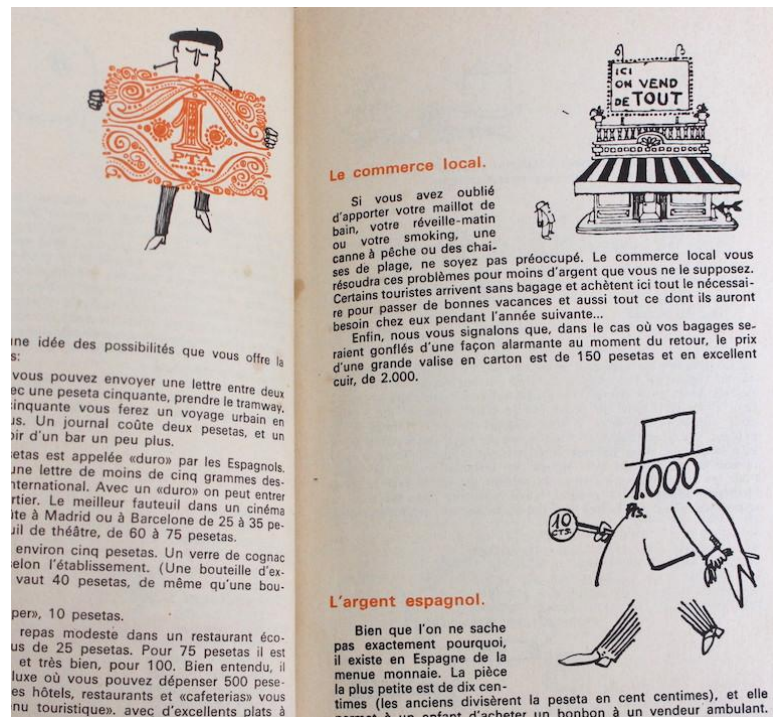 1
PTA.
une idée des possibilités que vous offre la
s:
vous pouvez envoyer une lettre entre deux
ec une peseta cinquante, prendre le tramway.
cinquante vous ferez un voyage urbain en
us. Un journal coûte deux pesetas, et un
oir d'un bar un peu plus.
setas est appelée «duro» par les Espagnols.
une lettre de moins de cinq grammes des-
nternational. Avec un «duro» on peut entrer
artier. Le meilleur fauteuil dans un cinéma
ûte à Madrid ou à Barcelone de 25 à 35 pe-
uil de théâtre, de 60 à 75 pesetas.
environ cinq pesetas. Un verre de cognac
selon l'établissement. (Une bouteille d'ex-
vaut 40 pesetas, de même qu'une bou-
per», 10 pesetas.
repas modeste dans un restaurant éco-
us de 25 pesetas. Pour 75 pesetas il est
et très bien, pour 100. Bien entendu, il
luxe où vous pouvez dépenser 500 pese-
es hôtels, restaurants et «cafeterias» vous
nu touristique», avec d'excellents plats à
ICI
ON VEND
DE TOUT
Le commerce local.
Si vous avez oublié
d'apporter votre maillot de
bain, votre réveille-matin
ou votre smoking, une
canne à pêche ou des chai-
ses de plage, ne soyez pas préoccupé. Le commerce local vous
résoudra ces problèmes pour moins d'argent que vous ne le supposez.
Certains touristes arrivent sans bagage et achètent ici tout le nécessai-
re pour passer de bonnes vacances et aussi tout ce dont ils auront
besoin chez eux pendant l'année suivante...
Enfin, nous vous signalons que, dans le cas où vos bagages se-
raient gonflés d'une façon alarmante au moment du retour, le prix
d'une grande valise en carton est de 150 pesetas et en excellent
cuir, de 2.000.
1.000
Pts.
10
CTS.
L'argent espagnol.
Bien que l'on ne sache
pas exactement pourquoi,
il existe en Espagne de la
menue monnaie. La pièce
la plus petite est de dix cen-
times (les anciens divisèrent la peseta en cent centimes), et elle
permet à un enfant d'acheter un bonbon à un vendeur ambulant.